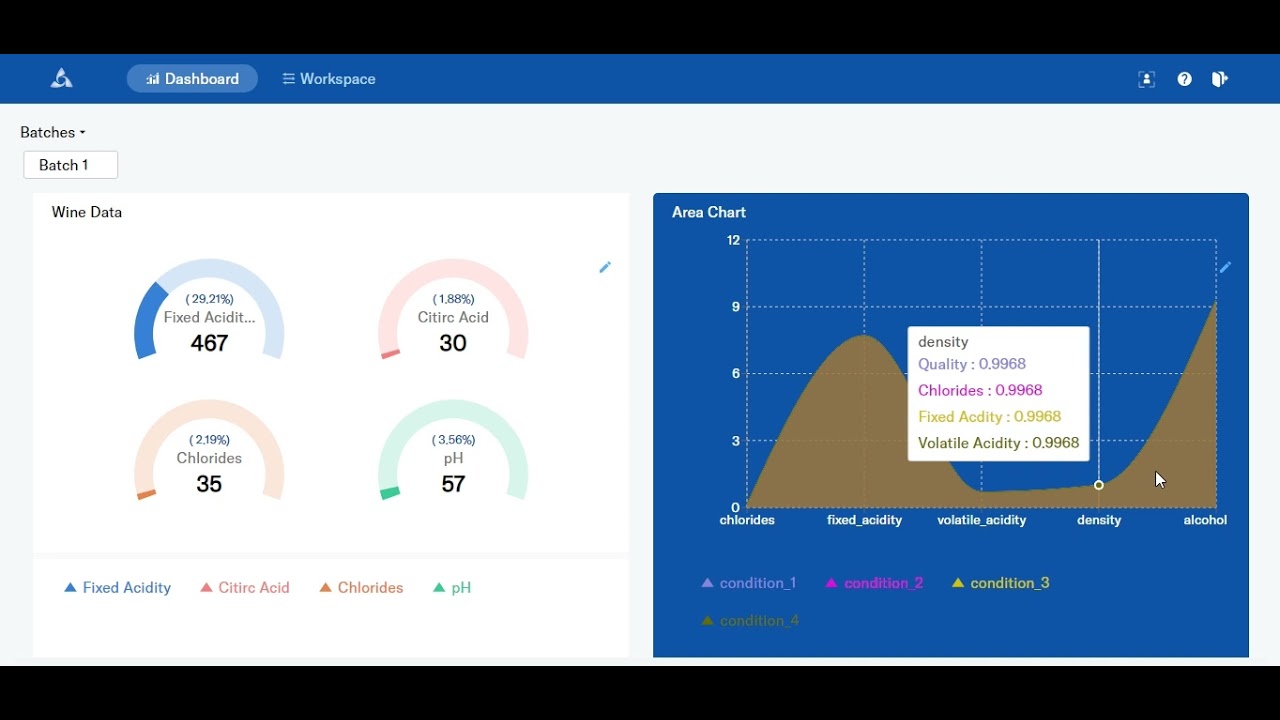 Dashboard
Workspace
Batches
Batch 1
Wine Data
(29,21%)
Fixed Acidit...
467
(1,88%)
Citirc Acid
30
(2,19%)
Chlorides
35
(3,56%)
pH
57
Fixed Acidity
Citirc Acid
Chlorides
pH
Area Chart
12
9
6
3
0
density
Quality : 0.9968
Chlorides : 0.9968
Fixed Acdity : 0.9968
Volatile Acidity : 0.9968
chlorides
fixed_acidity
volatile_acidity
density
alcohol
condition_1
condition_2
condition_3
condition_4